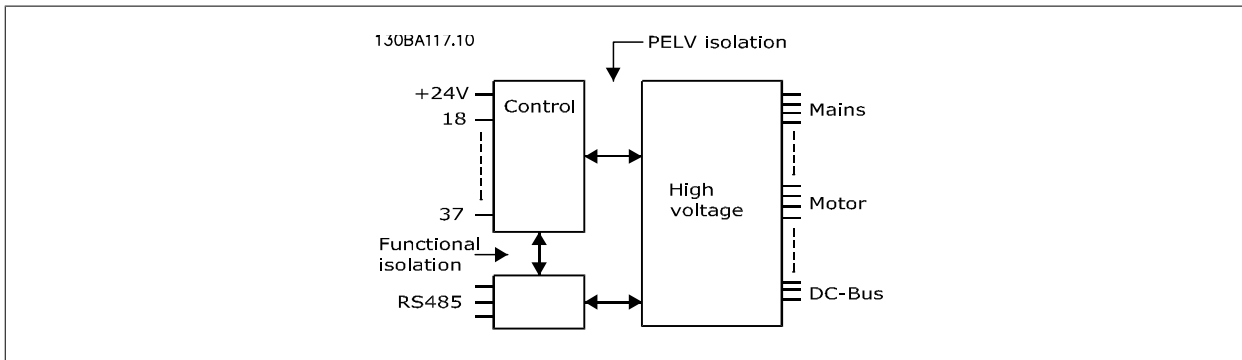 130BA117.10
PELV isolation
+24V
Control
Mains
18
High
voltage
37
Motor
Functional
isolation
RS485
DC-Bus